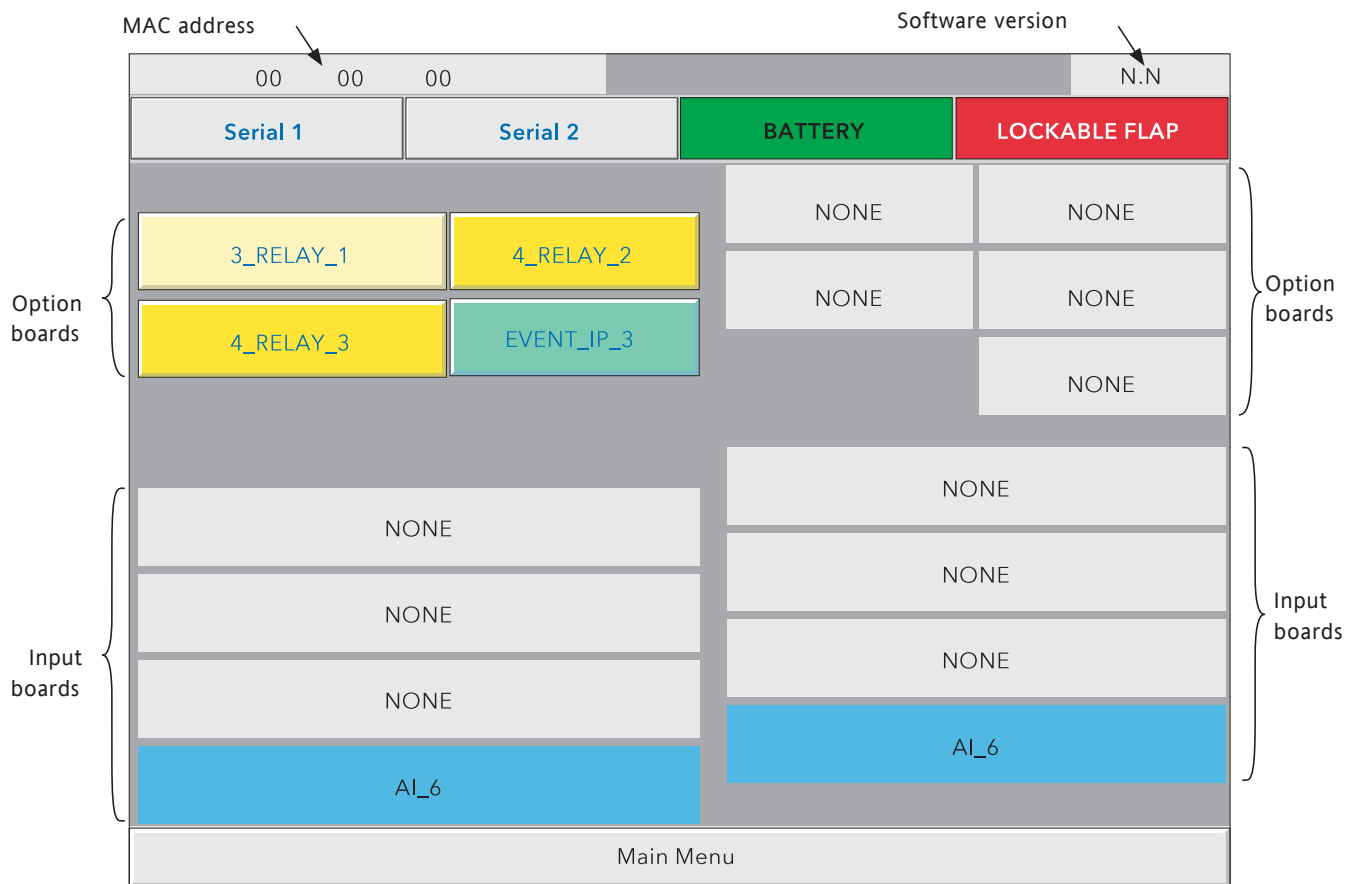 MAC address
Software version
00 00 00
N.N
Serial 1
Serial 2
BATTERY
LOCKABLE FLAP
Option
boards
3_RELAY_1
4_RELAY_2
4_RELAY_3
EVENT_IP_3
NONE
NONE
NONE
NONE
NONE
Option
boards
Input
boards
NONE
NONE
NONE
AI_6
NONE
NONE
NONE
AI_6
Input
boards
Main Menu